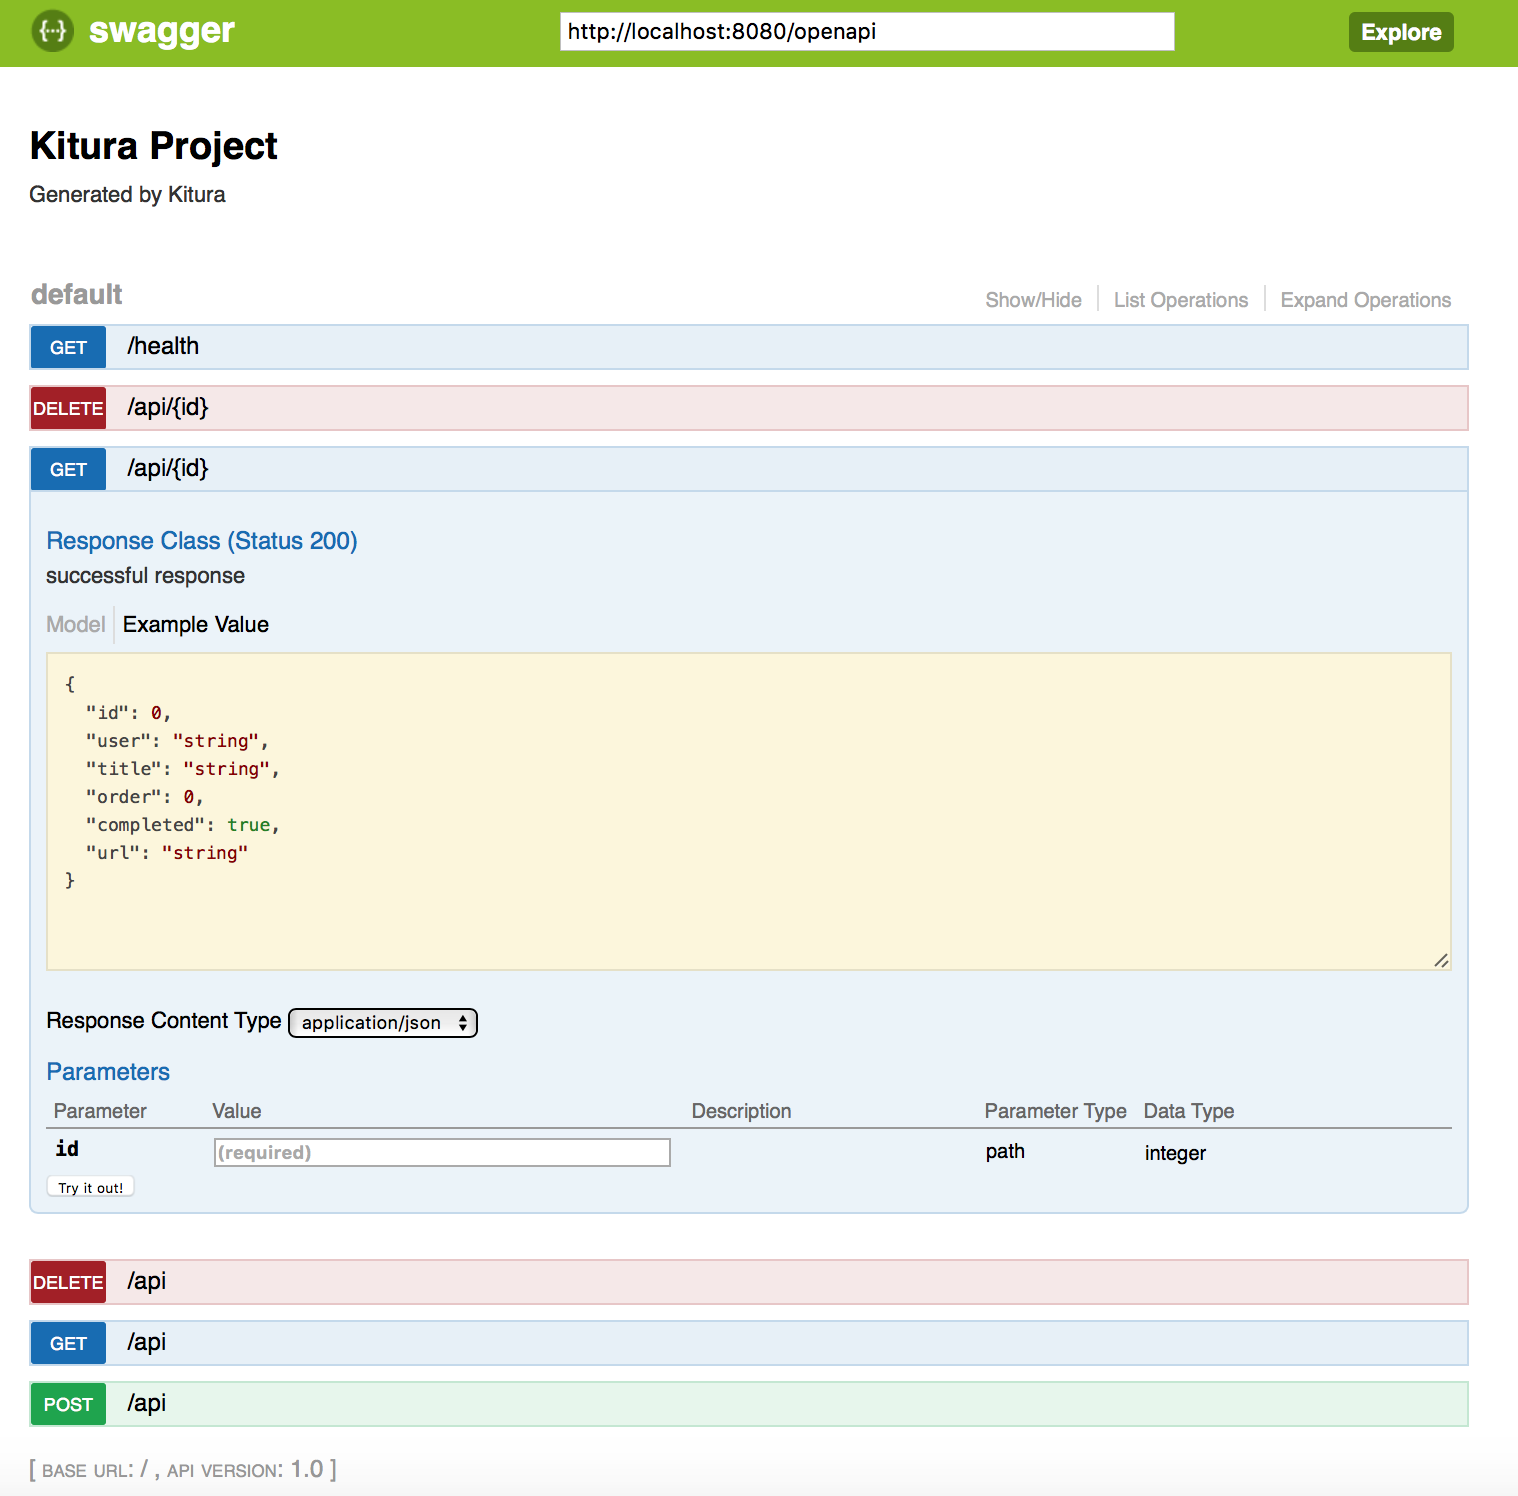 {···} swagger http://localhost:8080/openapi Explore
Kitura Project
Generated by Kitura
default Show/Hide List Operations Expand Operations
GET /health
DELETE /api/{id}
GET /api/{id}
Response Class (Status 200)
successful response
Model Example Value
{
  "id": 0,
  "user": "string",
  "title": "string",
  "order": 0,
  "completed": true,
  "url": "string"
}
Response Content Type application/json
Parameters
Parameter Value Description Parameter Type Data Type
id (required) path integer
Try it out!
DELETE /api
GET /api
POST /api
[ BASE URL: / , API VERSION: 1.0 ]